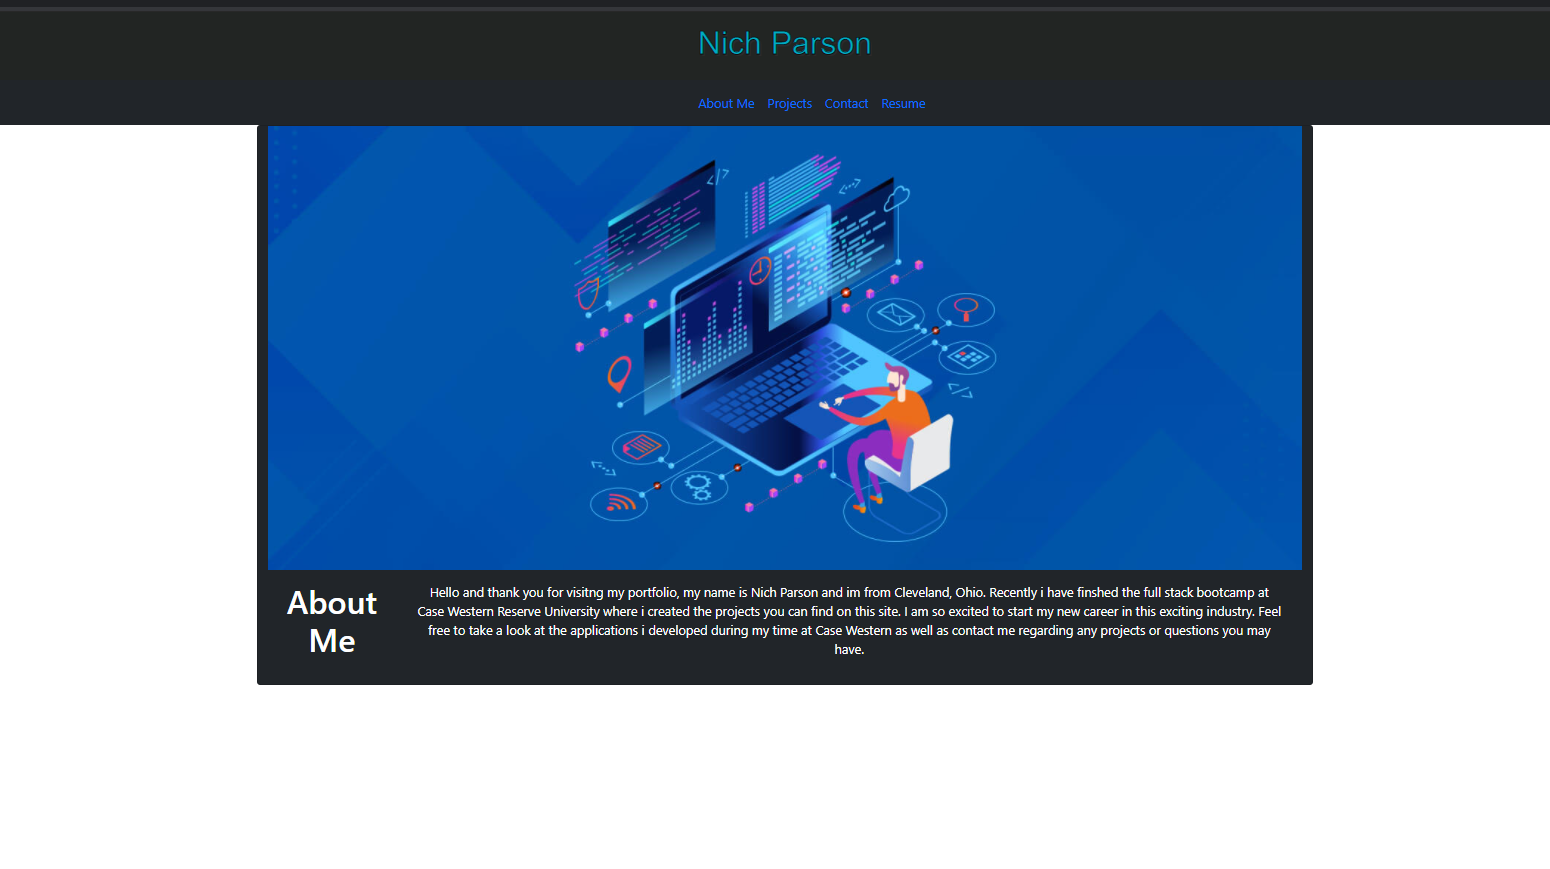 Nich Parson
About Me Projects Contact Resume
</>
<...>
</>
About
Me
Hello and thank you for visitng my portfolio, my name is Nich Parson and im from Cleveland, Ohio. Recently i have finshed the full stack bootcamp at
Case Western Reserve University where i created the projects you can find on this site. I am so excited to start my new career in this exciting industry. Feel
free to take a look at the applications i developed during my time at Case Western as well as contact me regarding any projects or questions you may
have.